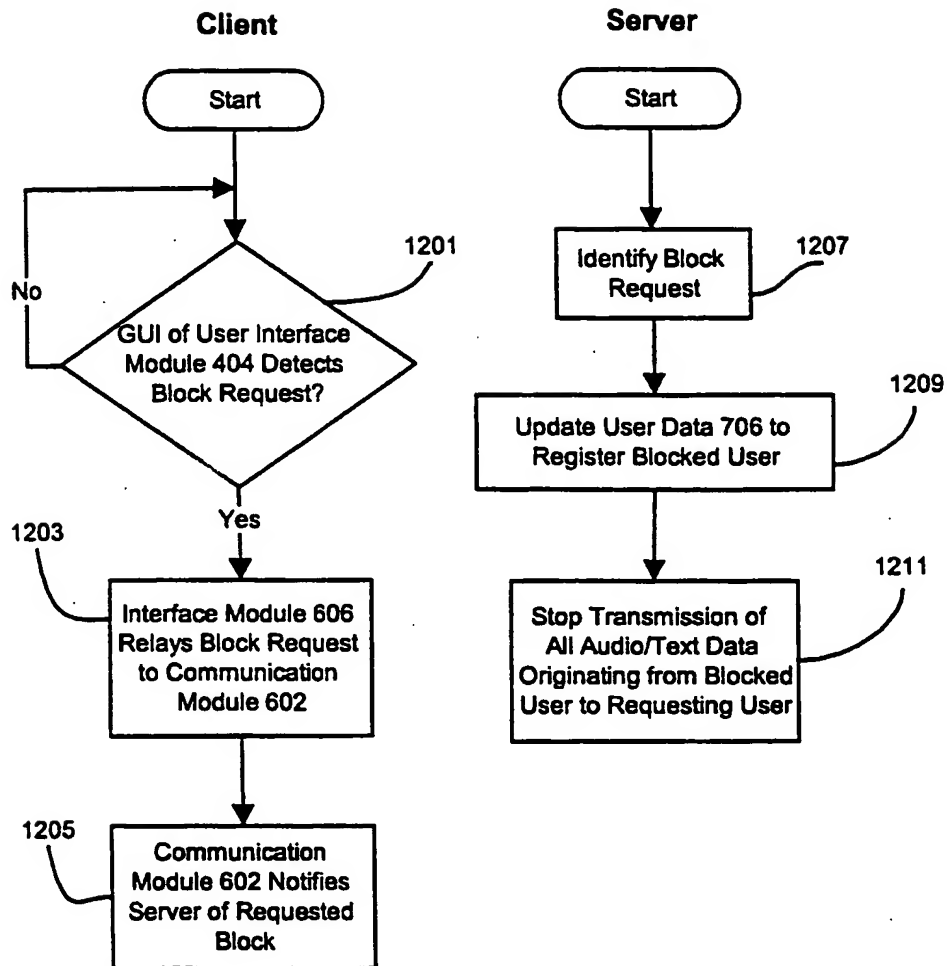 Client
Start
No
1201
GUI of User Interface
Module 404 Detects
Block Request?
Yes
1203
Interface Module 606
Relays Block Request
to Communication
Module 602
1205
Communication
Module 602 Notifies
Server of Requested
Block
Server
Start
Identify Block
Request
1207
Update User Data 706 to
Register Blocked User
1209
1211
Stop Transmission of
All Audio/Text Data
Originating from Blocked
User to Requesting User